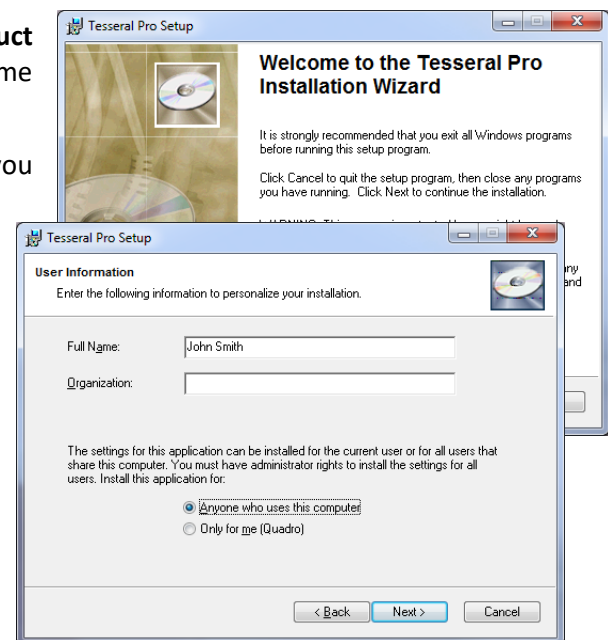 uct
me
you
Tesseral Pro Setup
Welcome to the Tesseral Pro
Installation Wizard
It is strongly recommended that you exit all Windows programs
before running this setup program.
Click Cancel to quit the setup program, then close any programs
you have running. Click Next to continue the installation.
ny
and
Tesseral Pro Setup
User Information
Enter the following information to personalize your installation.
Full Name: John Smith
Organization:
The settings for this application can be installed for the current user or for all users that
share this computer. You must have administrator rights to install the settings for all
users. Install this application for:
Anyone who uses this computer
Only for me (Quadro)
< Back Next > Cancel